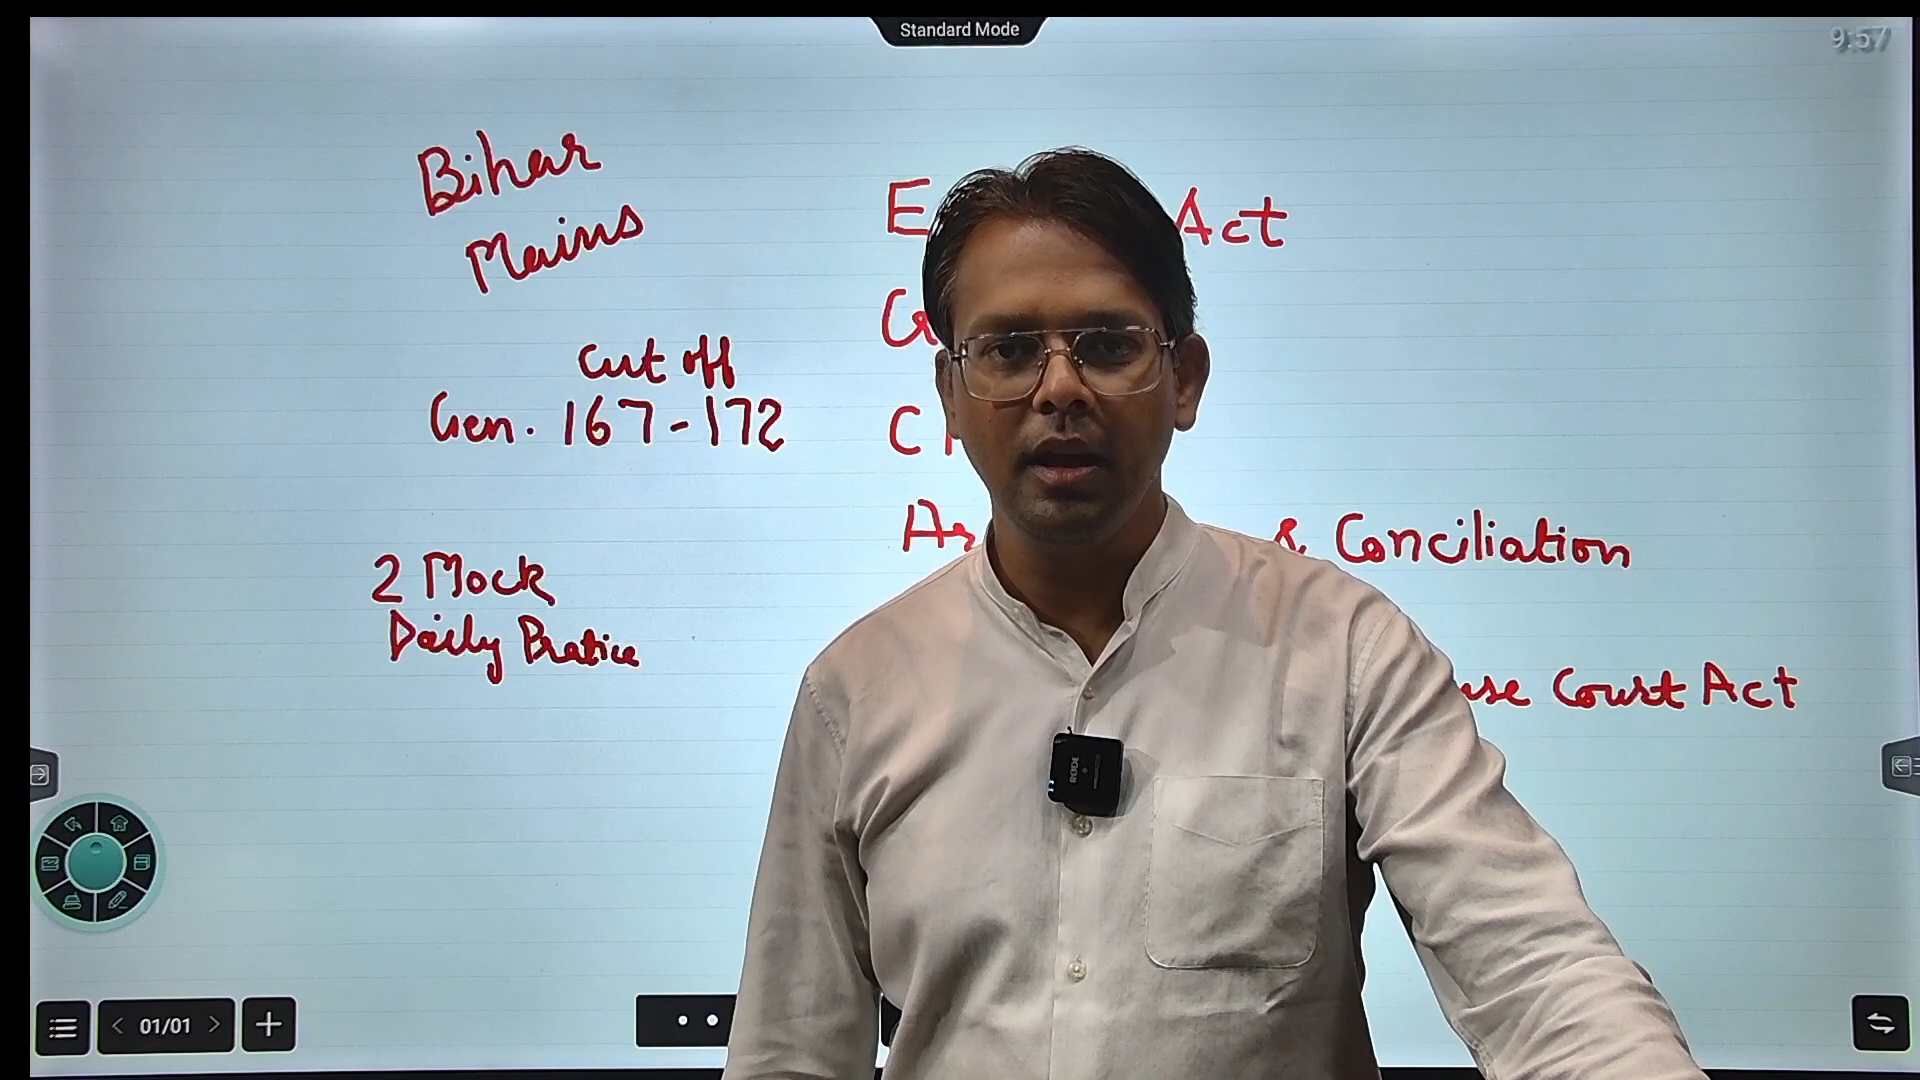 Standard Mode
9:57
Bihar
Mains
Cut off
Gen. 167-172
2 Mock
Daily Pratice
Act
& Conciliation
Court Act
RODE
01/01